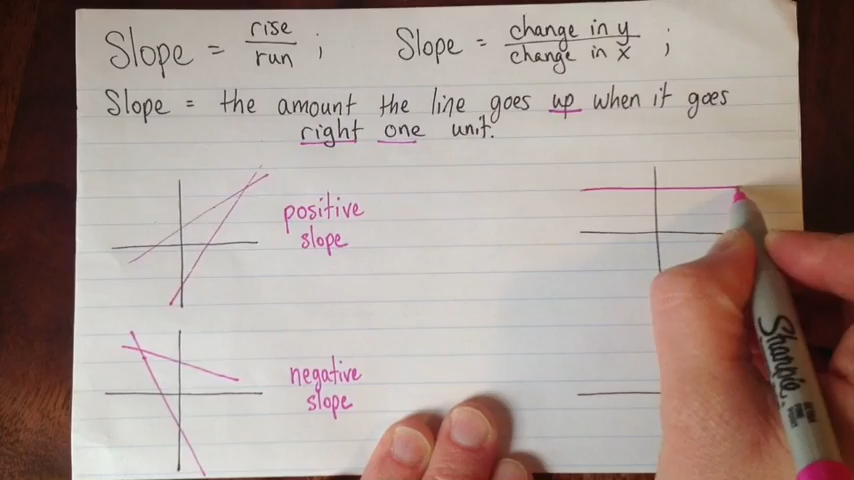 Slope = rise/run ; Slope = change in y/change in x ;
Slope = the amount the line goes up when it goes
right one unit.
positive
slope
negative
slope
Sharpie